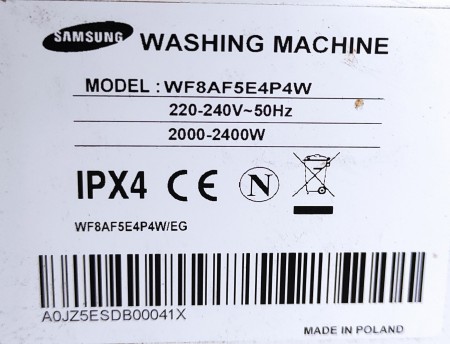 SAMSUNG WASHING MACHINE
MODEL : WF8AF5E4P4W
220-240V~50Hz
2000-2400W
IPX4 CE N
WF8AF5E4P4W/EG
A0JZ5ESDB00041X
MADE IN POLAND